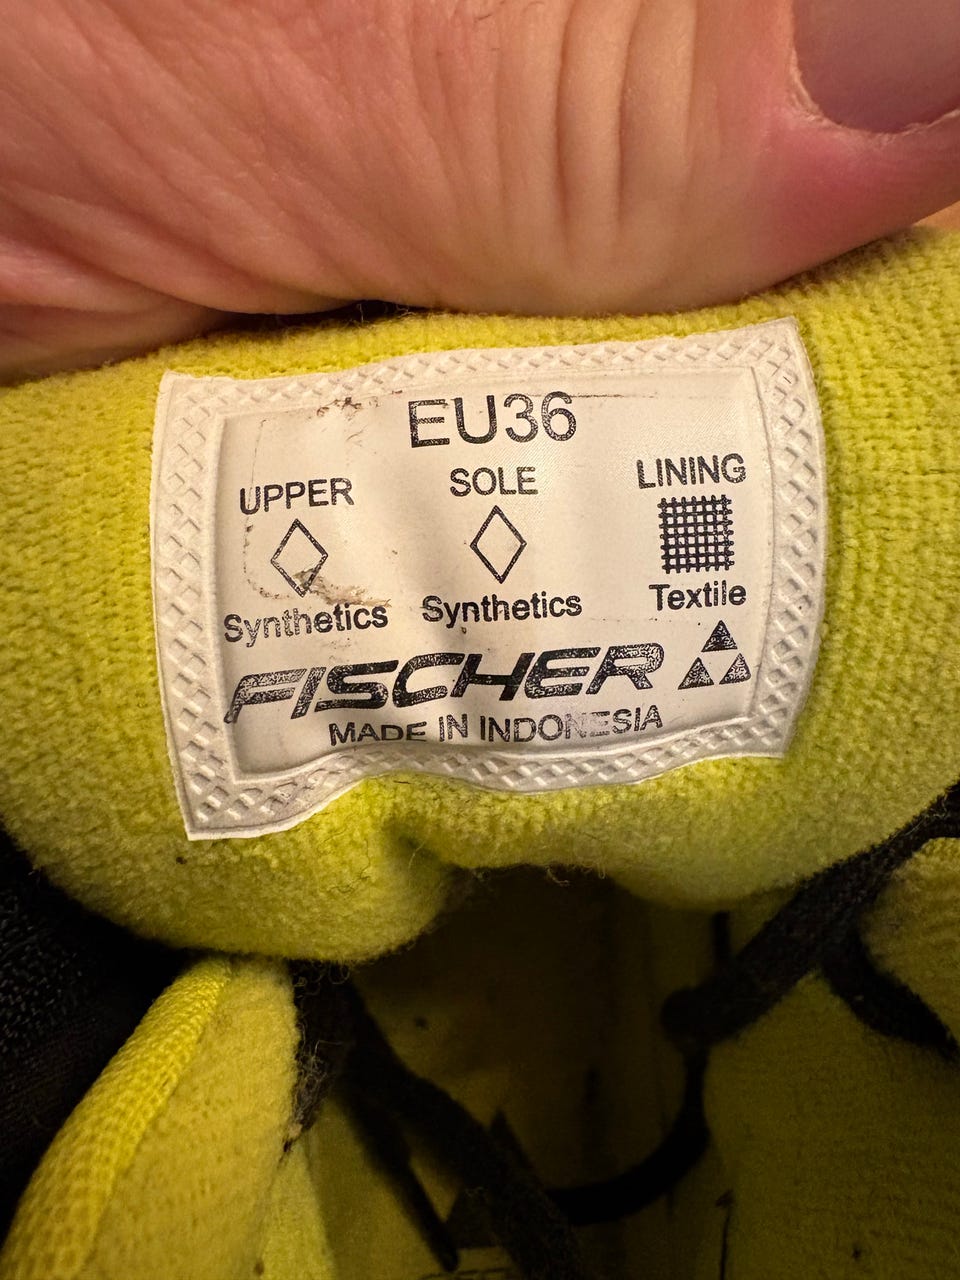 EU36
UPPER SOLE LINING
Synthetics Synthetics Textile
FISCHER
MADE IN INDONESIA